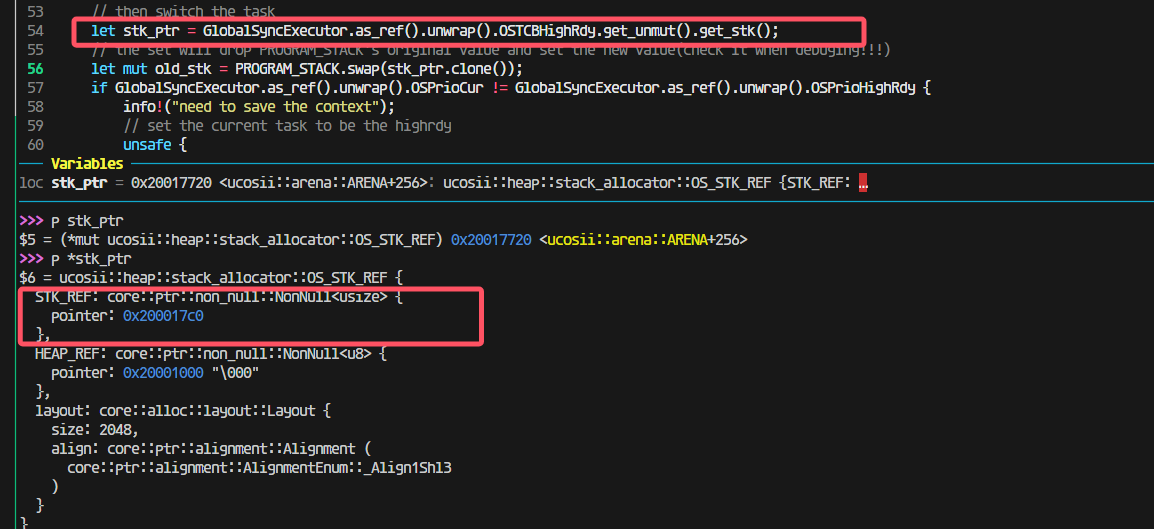 53 // then switch the task
54 let stk_ptr = GlobalSyncExecutor.as_ref().unwrap().OSTCBHighRdy.get_unmut().get_stk();
55 // the set will drop PROGRAM_STACK's original value and set the new value(check it when debuging!!!)
56 let mut old_stk = PROGRAM_STACK.swap(stk_ptr.clone());
57 if GlobalSyncExecutor.as_ref().unwrap().OSPrioCur != GlobalSyncExecutor.as_ref().unwrap().OSPrioHighRdy {
58 info!("need to save the context");
59 // set the current task to be the highrdy
60 unsafe {
Variables
loc stk_ptr = 0x20017720 <ucosii::arena::ARENA+256>: ucosii::heap::stack_allocator::OS_STK_REF {STK_REF: …
>>> p stk_ptr
$5 = (*mut ucosii::heap::stack_allocator::OS_STK_REF) 0x20017720 <ucosii::arena::ARENA+256>
>>> p *stk_ptr
$6 = ucosii::heap::stack_allocator::OS_STK_REF {
STK_REF: core::ptr::non_null::NonNull<usize> {
pointer: 0x200017c0
},
HEAP_REF: core::ptr::non_null::NonNull<u8> {
pointer: 0x20001000 "\000"
},
layout: core::alloc::layout::Layout {
size: 2048,
align: core::ptr::alignment::Alignment (
core::ptr::alignment::AlignmentEnum::_Align1Shl3
)
}
}